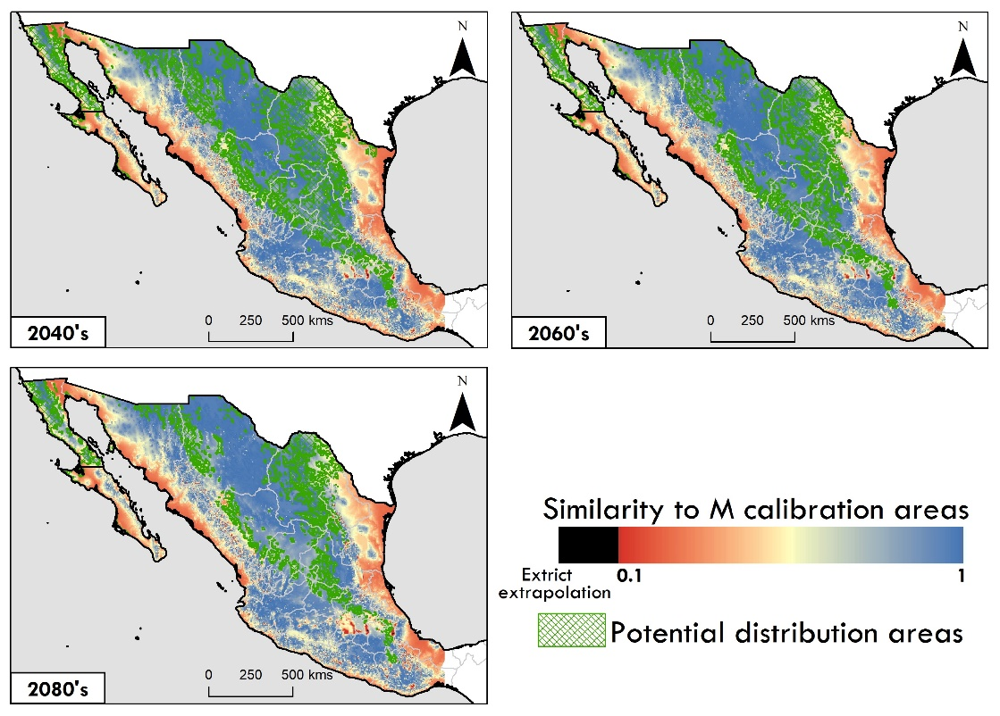 N
0 250 500 kms
2040's
N
0 250 500 kms
2060's
N
0 250 500 kms
2080's
Similarity to M calibration areas
Extrict
extrapolation
0.1
1
Potential distribution areas